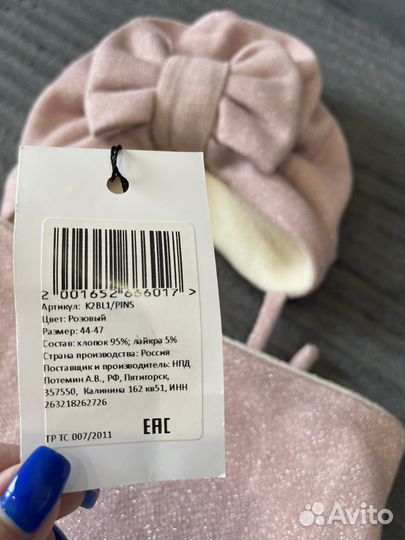 2 001652 666017 >
Артикул: K2BL1/PINS
Цвет: Розовый
Размер: 44-47
Состав: хлопок 95%; лайкра 5%
Страна производства: Россия
Поставщик и производитель: НПД
Потемин А.В., РФ, Пятигорск,
357550, Калинина 162 кв51, ИНН
263218262726
ТР ТС 007/2011
EAC
Avito